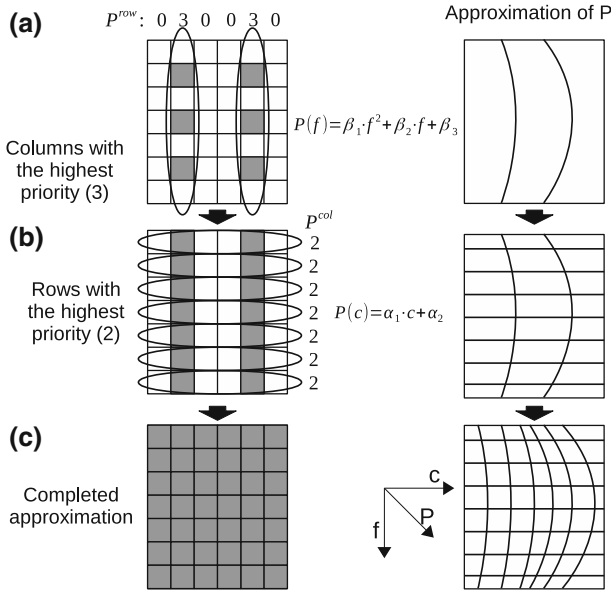 (a)
P^row: 0 3 0 0 3 0
Approximation of P
P(f)=β₁·f²+β₂·f+β₃
Columns with
the highest
priority (3)
(b)
P^col
2
2
2
2
2
2
2
Rows with
the highest
priority (2)
P(c)=α₁·c+α₂
(c)
Completed
approximation
c
f
P